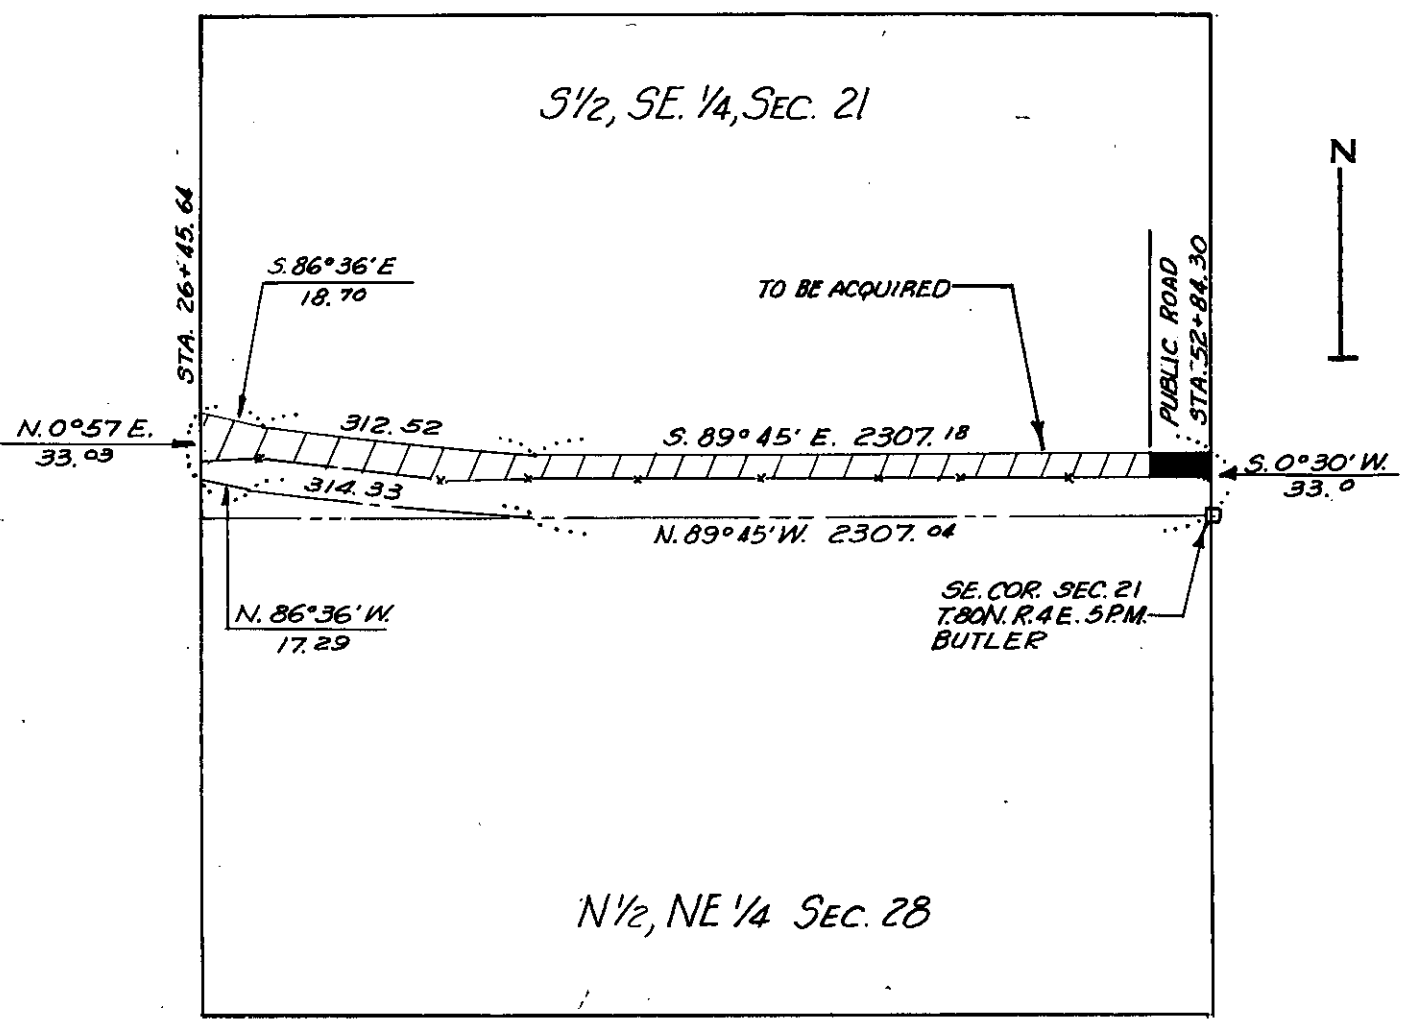 S½, SE. ¼, SEC. 21
N
STA. 26+45.64
S. 86°36' E
18.70
TO BE ACQUIRED
PUBLIC ROAD
STA. 52+84.30
N. 0°57 E.
33.03
312.52
S. 89°45' E. 2307.18
S. 0°30' W.
33.0
314.33
N. 89°45' W. 2307.04
N. 86°36' W.
17.29
SE. COR. SEC. 21
T.80N. R.4E. 5P.M.
BUTLER
N½, NE ¼ SEC. 28